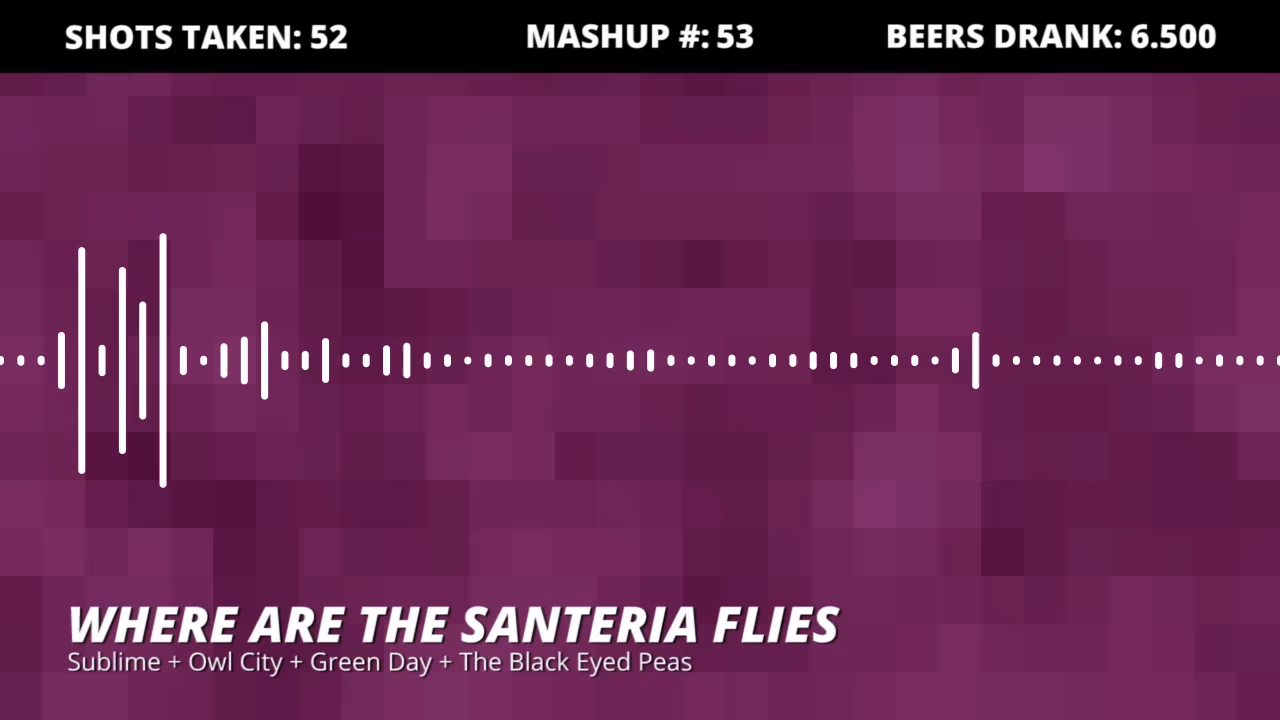 SHOTS TAKEN: 52
MASHUP #: 53
BEERS DRANK: 6.500
WHERE ARE THE SANTERIA FLIES
Sublime + Owl City + Green Day + The Black Eyed Peas